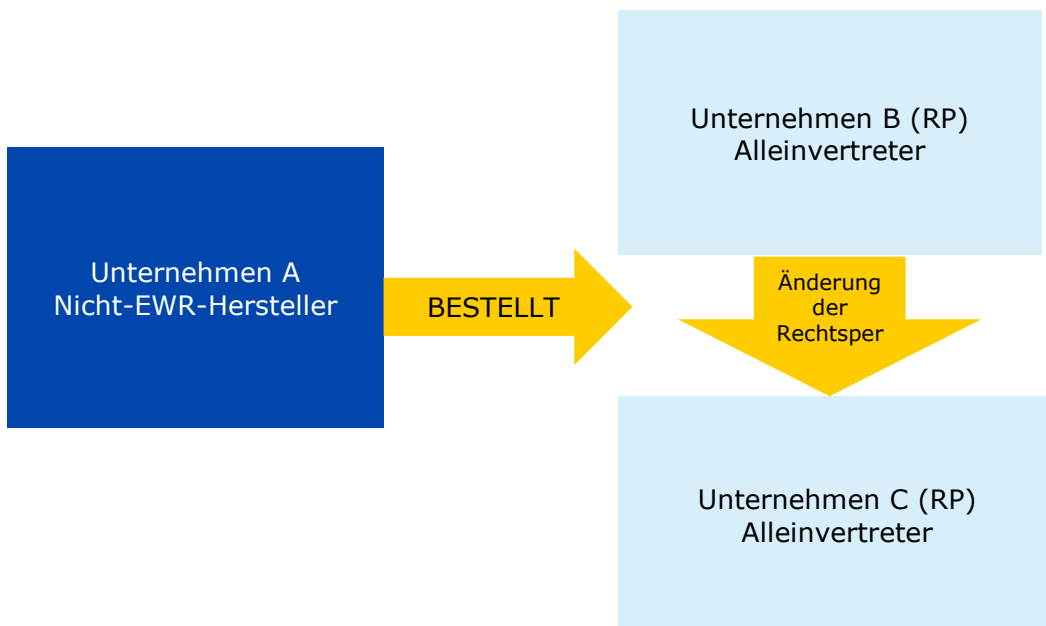 Unternehmen B (RP)
Alleinvertreter
Unternehmen A
Nicht-EWR-Hersteller
BESTELLT
Änderung
der
Rechtsper
Unternehmen C (RP)
Alleinvertreter